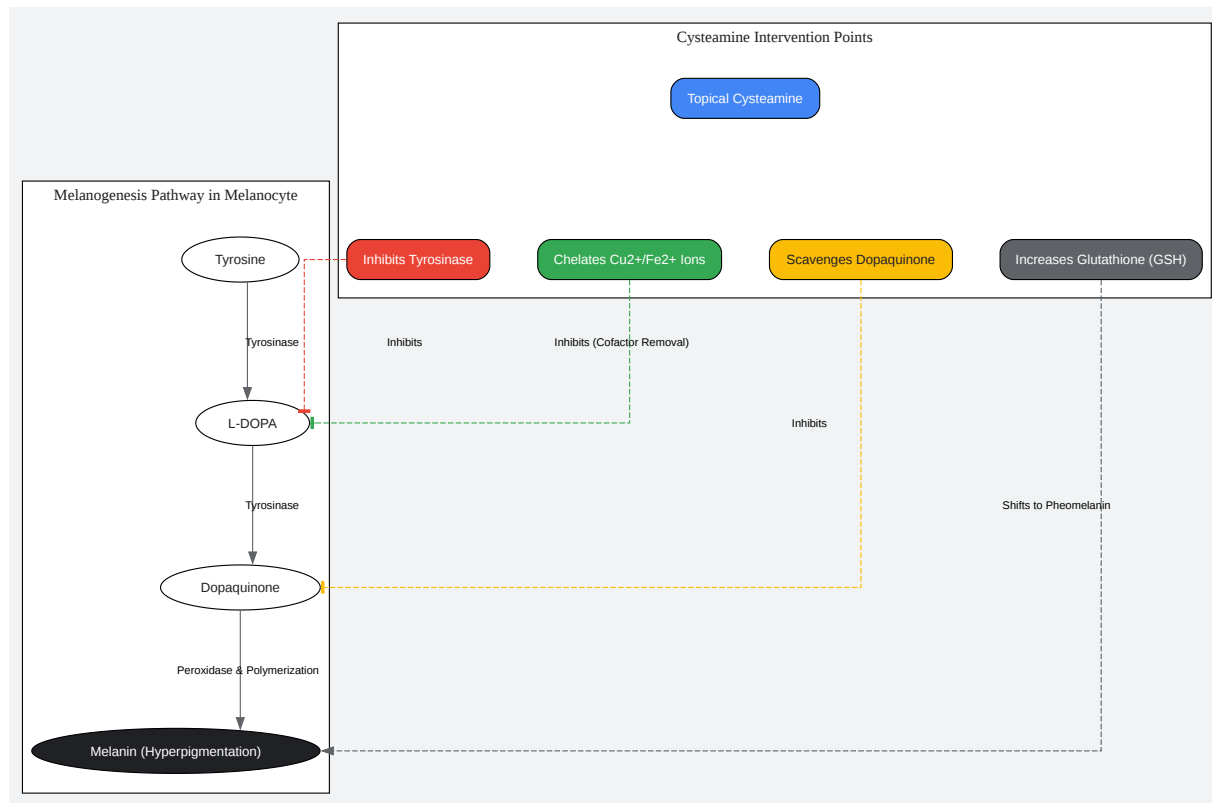 Cysteamine Intervention Points
Topical Cysteamine
Melanogenesis Pathway in Melanocyte
Tyrosine
Inhibits Tyrosinase
Chelates Cu2+/Fe2+ Ions
Scavenges Dopaquinone
Increases Glutathione (GSH)
Tyrosinase
Inhibits
Inhibits (Cofactor Removal)
L-DOPA
Inhibits
Tyrosinase
Shifts to Pheomelanin
Dopaquinone
Peroxidase & Polymerization
Melanin (Hyperpigmentation)